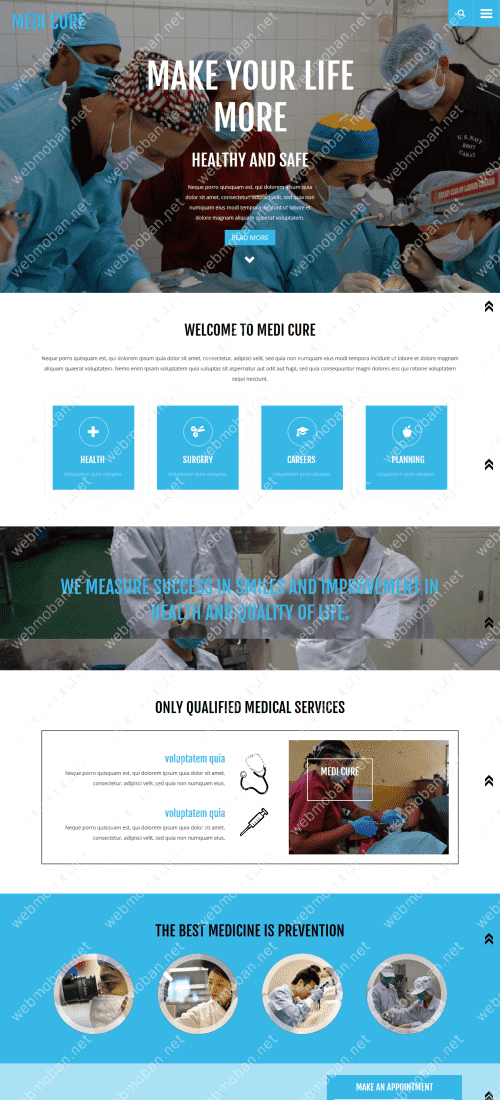 MEDI CURE
MAKE YOUR LIFE
MORE
HEALTHY AND SAFE
Neque porro quisquam est, qui dolorem ipsum quia
dolor sit amet, consectetur, adipisci velit, sed quia non
numquam eius modi tempora incidunt ut labore et
dolore magnam aliquam quaerat voluptatem.
READ MORE
WELCOME TO MEDI CURE
Neque porro quisquam est, qui dolorem ipsum quia dolor sit amet, consectetur, adipisci velit, sed quia non numquam eius modi tempora incidunt ut labore et dolore magnam
aliquam quaerat voluptatem. Nemo enim ipsam voluptatem quia voluptas sit aspernatur aut odit aut fugit, sed quia consequuntur magni dolores eos qui ratione voluptatem
sequi nesciunt.
HEALTH
SURGERY
CAREERS
PLANNING
Voluptatem quia voluptas
Voluptatem quia voluptas
Voluptatem quia voluptas
Voluptatem quia voluptas
WE MEASURE SUCCESS IN SMILES AND IMPROVEMENT IN
HEALTH AND QUALITY OF LIFE.
ONLY QUALIFIED MEDICAL SERVICES
voluptatem quia
Neque porro quisquam est, qui dolorem ipsum quia dolor sit amet,
consectetur, adipisci velit, sed quia non numquam eius.
voluptatem quia
Neque porro quisquam est, qui dolorem ipsum quia dolor sit amet,
consectetur, adipisci velit, sed quia non numquam eius.
MEDI CURE
THE BEST MEDICINE IS PREVENTION
MAKE AN APPOINTMENT
webmoban.net